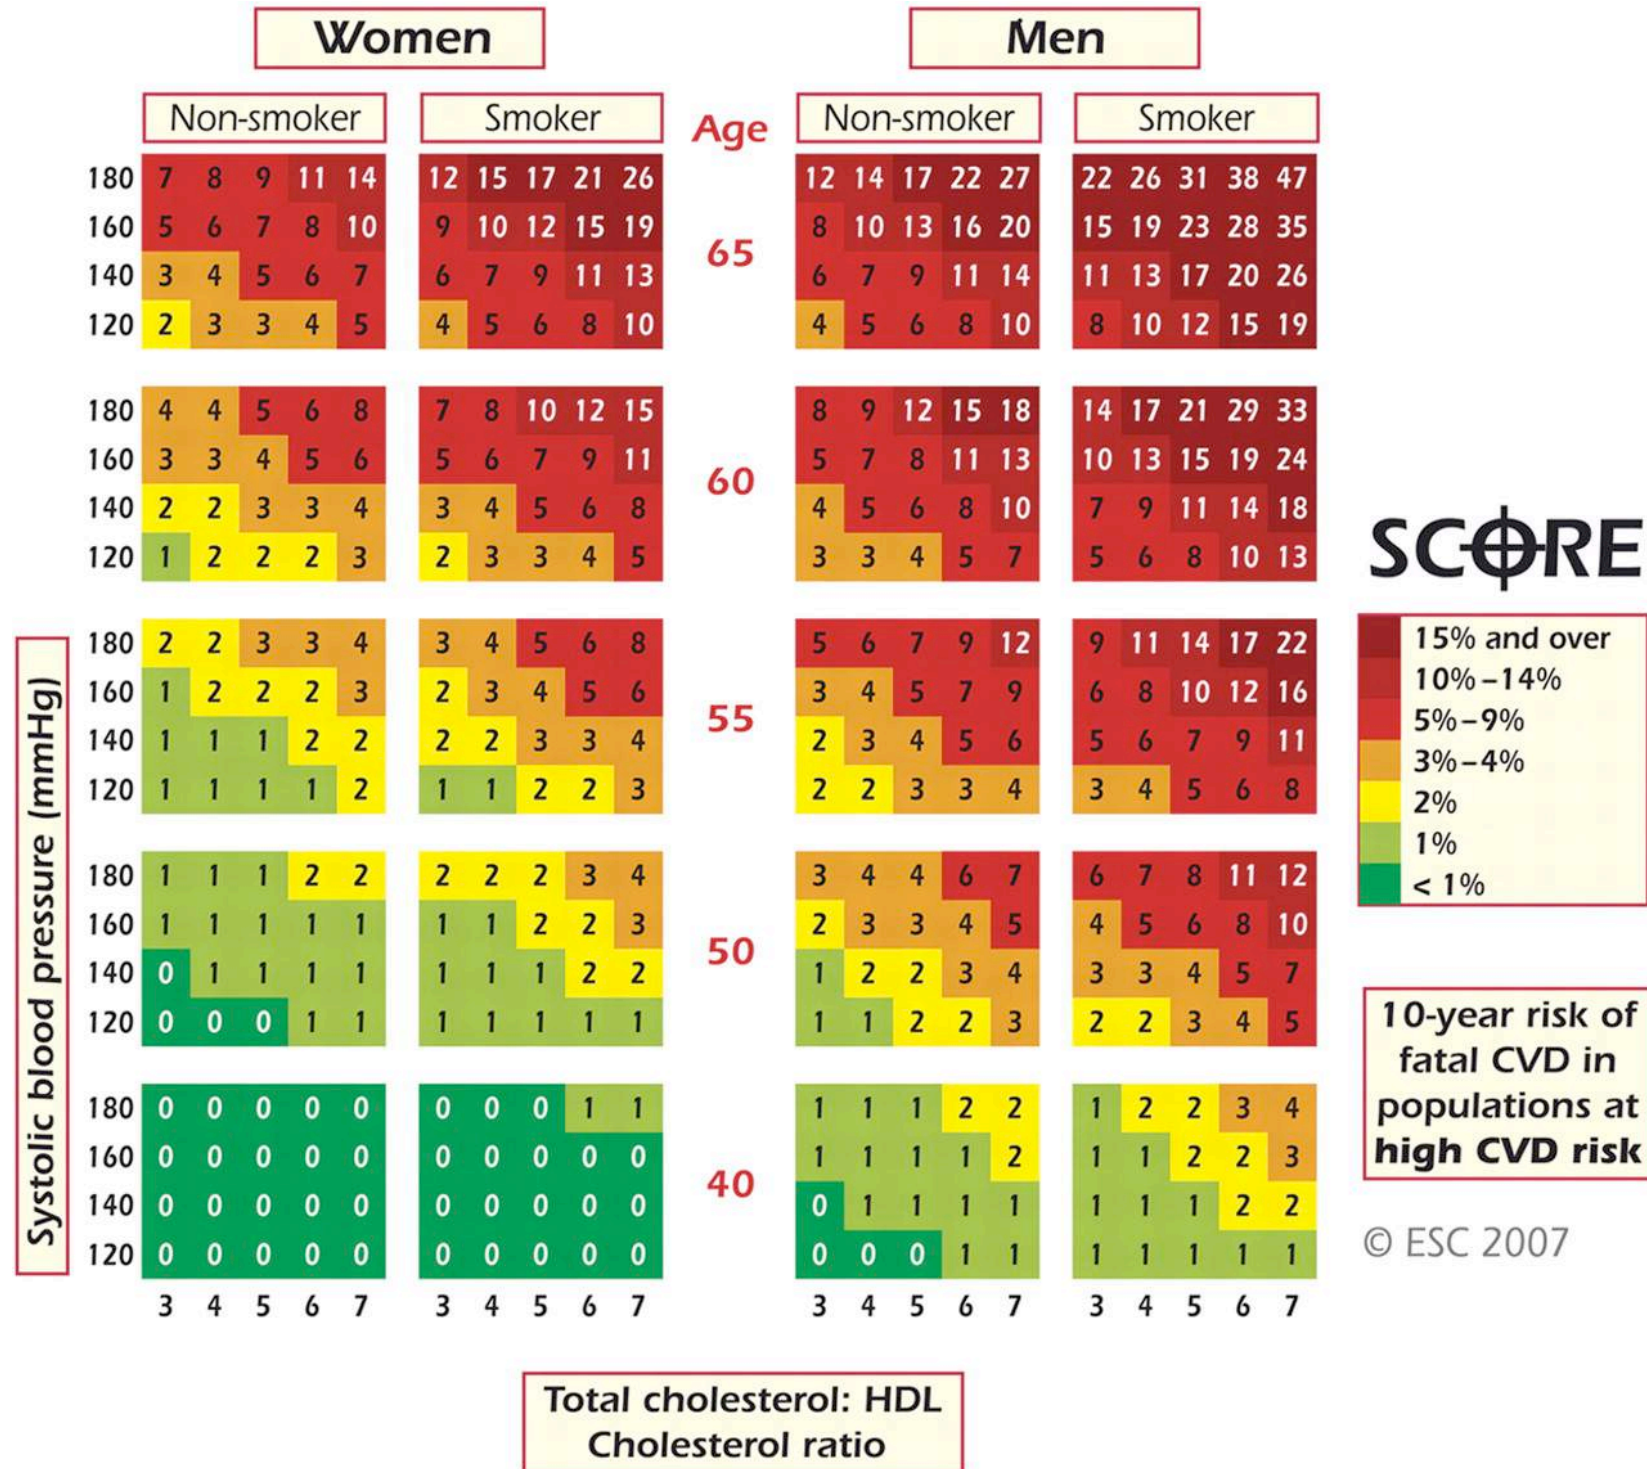 Women Men
Non-smoker Smoker Age Non-smoker Smoker
180 7 8 9 11 14 12 15 17 21 26 12 14 17 22 27 22 26 31 38 47
160 5 6 7 8 10 9 10 12 15 19 8 10 13 16 20 15 19 23 28 35
65
140 3 4 5 6 7 6 7 9 11 13 6 7 9 11 14 11 13 17 20 26
120 2 3 3 4 5 4 5 6 8 10 4 5 6 8 10 8 10 12 15 19
180 4 4 5 6 8 7 8 10 12 15 8 9 12 15 18 14 17 21 29 33
160 3 3 4 5 6 5 6 7 9 11 5 7 8 11 13 10 13 15 19 24
60
140 2 2 3 3 4 3 4 5 6 8 4 5 6 8 10 7 9 11 14 18
120 1 2 2 2 3 2 3 3 4 5 3 3 4 5 7 5 6 8 10 13
180 2 2 3 3 4 3 4 5 6 8 5 6 7 9 12 9 11 14 17 22
160 1 2 2 2 3 2 3 4 5 6 3 4 5 7 9 6 8 10 12 16
55
140 1 1 1 2 2 2 2 3 3 4 2 3 4 5 6 5 6 7 9 11
120 1 1 1 1 2 1 1 2 2 3 2 2 3 3 4 3 4 5 6 8
180 1 1 1 2 2 2 2 2 3 4 3 4 4 6 7 6 7 8 11 12
160 1 1 1 1 1 1 1 2 2 3 2 3 3 4 5 4 5 6 8 10
50
140 0 1 1 1 1 1 1 1 2 2 1 2 2 3 4 3 3 4 5 7
120 0 0 0 1 1 1 1 1 1 1 1 1 2 2 3 2 2 3 4 5
180 0 0 0 0 0 0 0 0 1 1 1 1 1 2 2 1 2 2 3 4
160 0 0 0 0 0 0 0 0 0 0 1 1 1 1 2 1 1 2 2 3
40
140 0 0 0 0 0 0 0 0 0 0 0 1 1 1 1 1 1 1 2 2
120 0 0 0 0 0 0 0 0 0 0 0 0 0 1 1 1 1 1 1 1
3 4 5 6 7 3 4 5 6 7 3 4 5 6 7 3 4 5 6 7
Systolic blood pressure (mmHg)
Total cholesterol: HDL
Cholesterol ratio
SCORE
15% and over
10%–14%
5%–9%
3%–4%
2%
1%
< 1%
10-year risk of
fatal CVD in
populations at
high CVD risk
© ESC 2007